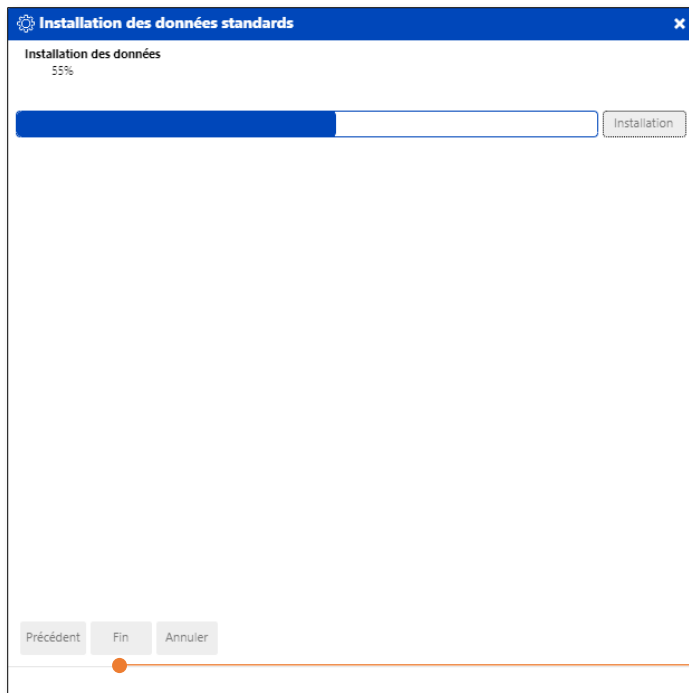 Installation des données standards
Installation des données
55%
Installation
Précédent Fin Annuler